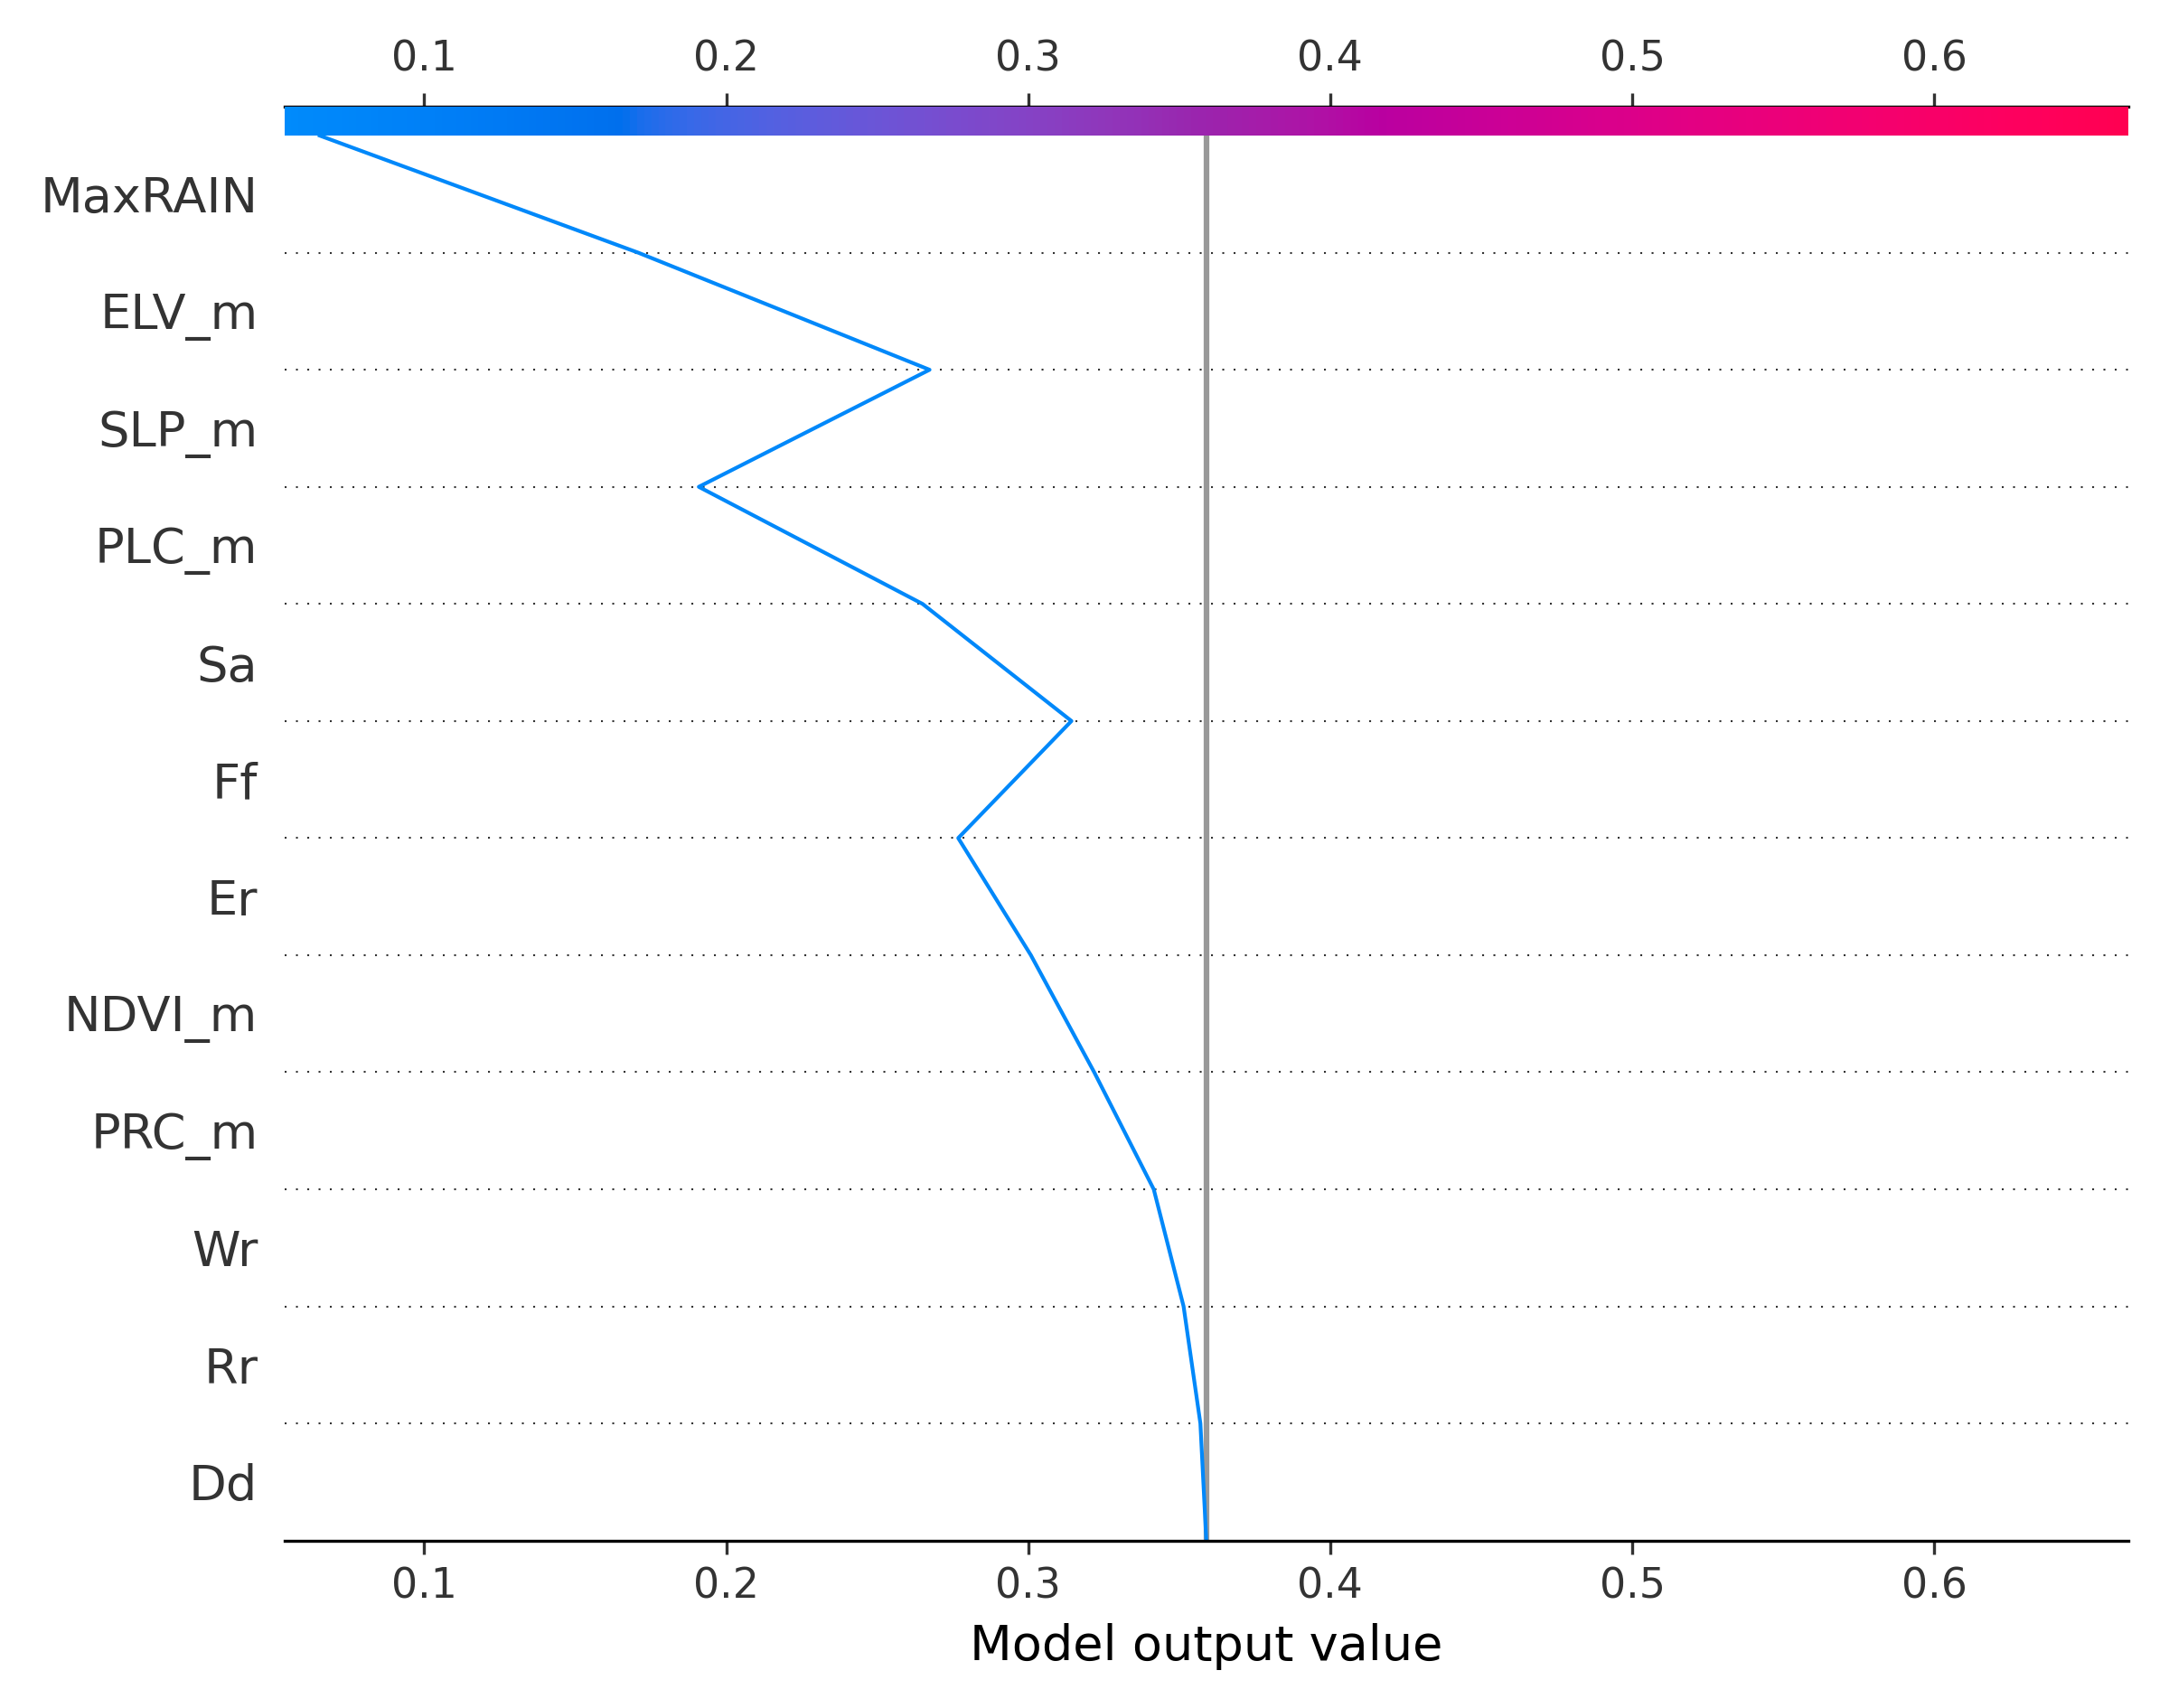 0.1 0.2 0.3 0.4 0.5 0.6
MaxRAIN
ELV_m
SLP_m
PLC_m
Sa
Ff
Er
NDVI_m
PRC_m
Wr
Rr
Dd
0.1 0.2 0.3 0.4 0.5 0.6
Model output value